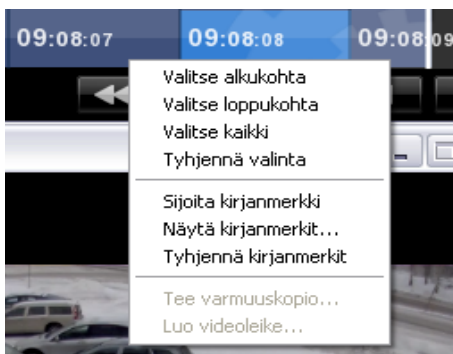 09:08:07 09:08:08 09:08:09
Valitse alkukohta
Valitse loppukohta
Valitse kaikki
Tyhjennä valinta
Sijoita kirjanmerkki
Näytä kirjanmerkit...
Tyhjennä kirjanmerkit
Tee varmuuskopio...
Luo videoleike...